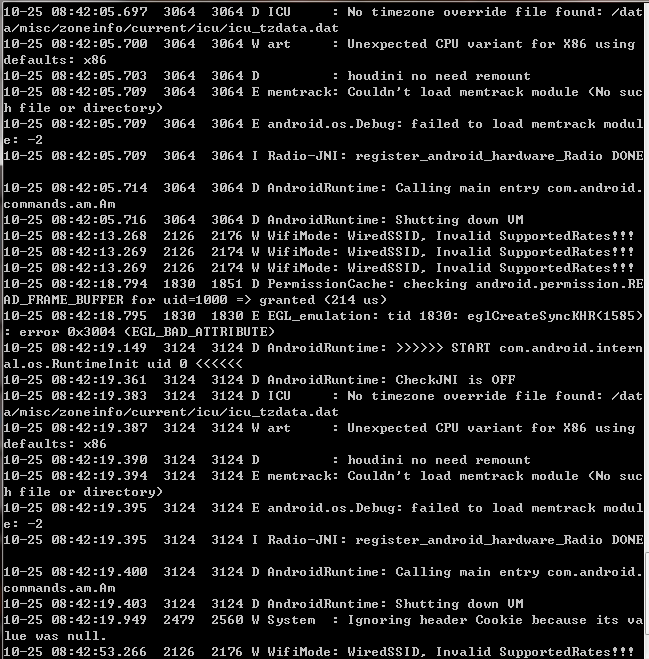 10-25 08:42:05.697  3064  3064 D ICU     : No timezone override file found: /dat
a/misc/zoneinfo/current/icu/icu_tzdata.dat
10-25 08:42:05.700  3064  3064 W art     : Unexpected CPU variant for X86 using
defaults: x86
10-25 08:42:05.703  3064  3064 D         : houdini no need remount
10-25 08:42:05.709  3064  3064 E memtrack: Couldn't load memtrack module (No suc
h file or directory)
10-25 08:42:05.709  3064  3064 E android.os.Debug: failed to load memtrack modul
e: -2
10-25 08:42:05.709  3064  3064 I Radio-JNI: register_android_hardware_Radio DONE

10-25 08:42:05.714  3064  3064 D AndroidRuntime: Calling main entry com.android.
commands.am.Am
10-25 08:42:05.716  3064  3064 D AndroidRuntime: Shutting down VM
10-25 08:42:13.268  2126  2176 W WifiMode: WiredSSID, Invalid SupportedRates!!!
10-25 08:42:13.269  2126  2174 W WifiMode: WiredSSID, Invalid SupportedRates!!!
10-25 08:42:13.269  2126  2174 W WifiMode: WiredSSID, Invalid SupportedRates!!!
10-25 08:42:18.794  1830  1851 D PermissionCache: checking android.permission.RE
AD_FRAME_BUFFER for uid=1000 => granted (214 us)
10-25 08:42:18.795  1830  1830 E EGL_emulation: tid 1830: eglCreateSyncKHR(1585)
: error 0x3004 (EGL_BAD_ATTRIBUTE)
10-25 08:42:19.149  3124  3124 D AndroidRuntime: >>>>>> START com.android.intern
al.os.RuntimeInit uid 0 <<<<<<
10-25 08:42:19.361  3124  3124 D AndroidRuntime: CheckJNI is OFF
10-25 08:42:19.383  3124  3124 D ICU     : No timezone override file found: /dat
a/misc/zoneinfo/current/icu/icu_tzdata.dat
10-25 08:42:19.387  3124  3124 W art     : Unexpected CPU variant for X86 using
defaults: x86
10-25 08:42:19.390  3124  3124 D         : houdini no need remount
10-25 08:42:19.394  3124  3124 E memtrack: Couldn't load memtrack module (No suc
h file or directory)
10-25 08:42:19.395  3124  3124 E android.os.Debug: failed to load memtrack modul
e: -2
10-25 08:42:19.395  3124  3124 I Radio-JNI: register_android_hardware_Radio DONE

10-25 08:42:19.400  3124  3124 D AndroidRuntime: Calling main entry com.android.
commands.am.Am
10-25 08:42:19.403  3124  3124 D AndroidRuntime: Shutting down VM
10-25 08:42:19.949  2479  2560 W System  : Ignoring header Cookie because its va
lue was null.
10-25 08:42:53.266  2126  2176 W WifiMode: WiredSSID, Invalid SupportedRates!!!